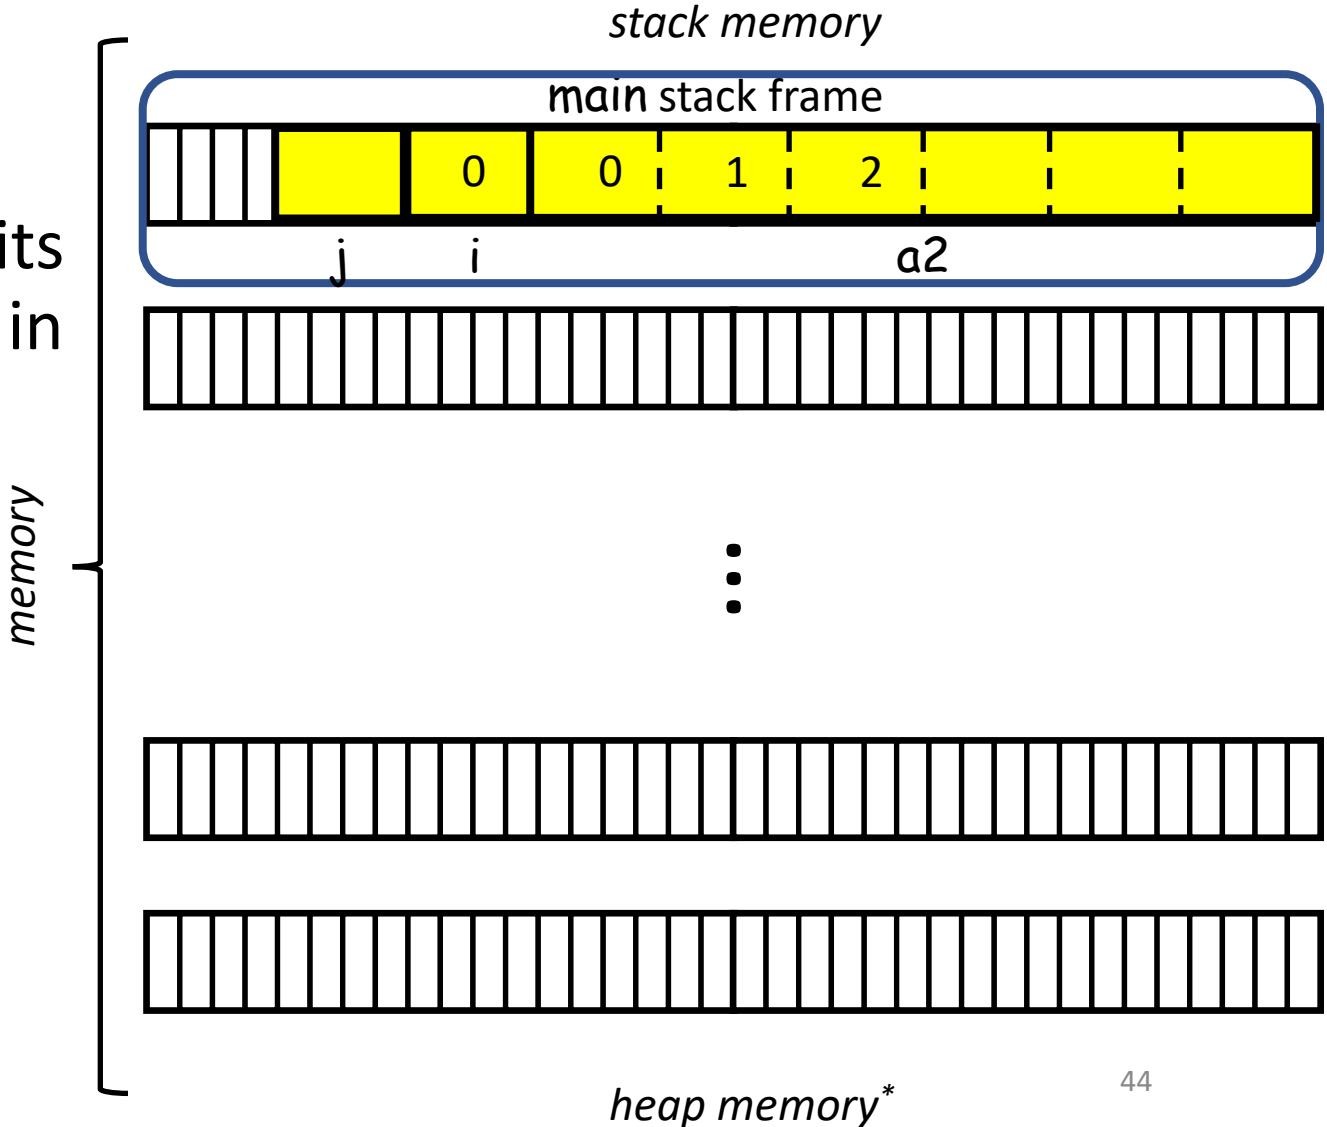 stack memory
main stack frame
0 0 1 2
its
j i a2
in
memory
44
heap memory*